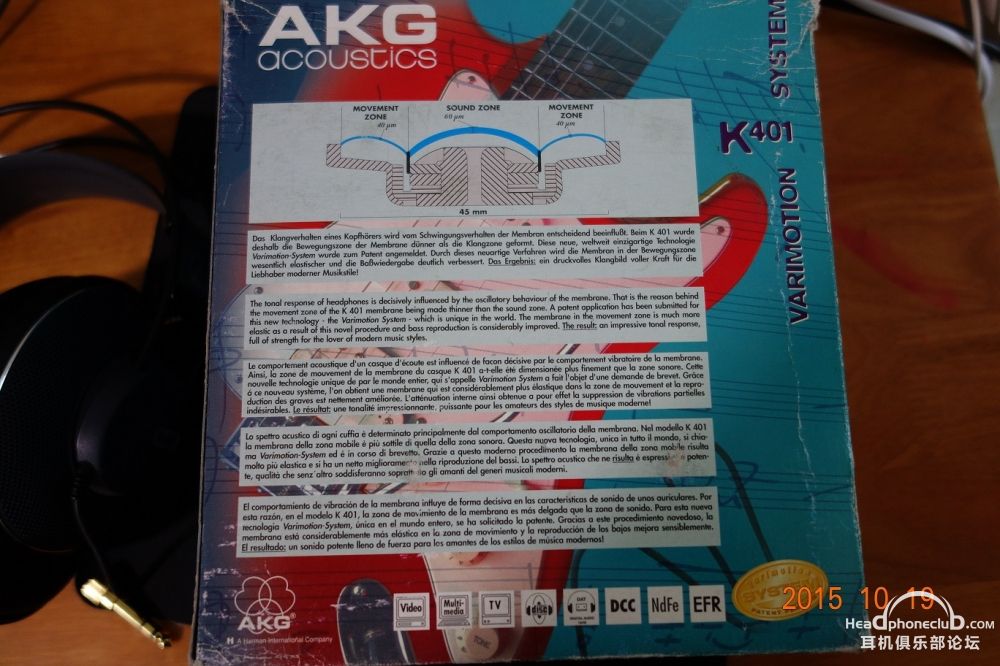 AKG
acoustics
K401
VARIMOTION SYSTEM
MOVEMENT ZONE
40 µm
SOUND ZONE
60 µm
MOVEMENT ZONE
40 µm
45 mm
Das Klangverhalten eines Kopfhörers wird vom Schwingungsverhalten der Membran entscheidend beeinflußt. Beim K 401 wurde
deshalb die Bewegungszone der Membrane dünner als die Klangzone geformt. Diese neue, weltweit einzigartige Technologie
Varimotion-System wurde zum Patent angemeldet. Durch dieses neuartige Verfahren wird die Membran in der Bewegungszone
wesentlich elastischer und die Baßwiedergabe deutlich verbessert. Das Ergebnis: ein druckvolles Klangbild voller Kraft für die
Liebhaber moderner Musikstile!
The tonal response of headphones is decisively influenced by the oscillatory behaviour of the membrane. That is the reason behind
the movement zone of the K 401 membrane being made thinner than the sound zone. A patent application has been submitted for
this new technology - the Varimotion System - which is unique in the world. The membrane in the movement zone is much more
elastic as a result of this novel procedure and bass reproduction is considerably improved. The result: an impressive tonal response,
full of strength for the lover of modern music styles.
Le comportement acoustique d'un casque d'écoute est influencé de facon décisive par le comportement vibratoire de la membrane.
Ainsi, la zone de mouvement de la membrane du casque K 401 a-t-elle été dimensionée plus finement que la zone sonore. Cette
nouvelle technologie unique de par le monde entier, qui s'appelle Varimotion System a fait l'objet d'une demande de brevet. Grâce
à ce nouveau système, l'on obtient une membrane qui est considérablement plus élastique dans la zone de mouvement et la repro-
duction des graves est nettement améliorée. L'atténuation interne ainsi obtenue a pour effet la suppression de vibrations partielles
indésirables. Le résultat: une tonalité impressionnante, puissante pour les amateurs des styles de musique moderne!
Lo spettro acustico di ogni cuffia è determinato principalmente dal comportamento oscillatorio della membrana. Nel modello K 401
la membrana della zona mobile è più sottile di quella della zona sonora. Questa nuova tecnologia, unica in tutto il mondo, si chia-
ma Varimotion-System ed é in corso di brevetto. Grazie a questo moderno procedimento la membrana della zona mobile risulta
molto più elastica e si ha un netto miglioramento nella riproduzione dei bassi. Lo spettro acustico che ne risulta è espressivo e poten-
te, qualità che senz'altro soddisferanno soprattutto gli amanti dei generi musicali moderni.
El comportamiento de vibración de la membrana influye de forma decisiva en las características de sonido de unos auriculares. Por
esta razón, en el modelo K 401, la zona de movimiento de la membrana es más delgada que la zona de sonido. Para esta nueva
tecnología Varimotion-System, única en el mundo entero, se ha solicitado la patente. Gracias a este procedimiento novedoso, la
membrana está considerablemente más elástica en la zona de movimiento y la reproducción de los bajos mejora sensiblemente.
El resultado: un sonido potente lleno de fuerza para los amantes de los estilos de música modernos!
AKG
H A Harman International Company
Video
Multi-media
TV
disc
DAT
DIGITAL AUDIO TAPE
DCC
NdFe
EFR
Varimotion
SYSTEM
TONE
2015 10 19
HeadphoneclubD.com
耳机俱乐部论坛